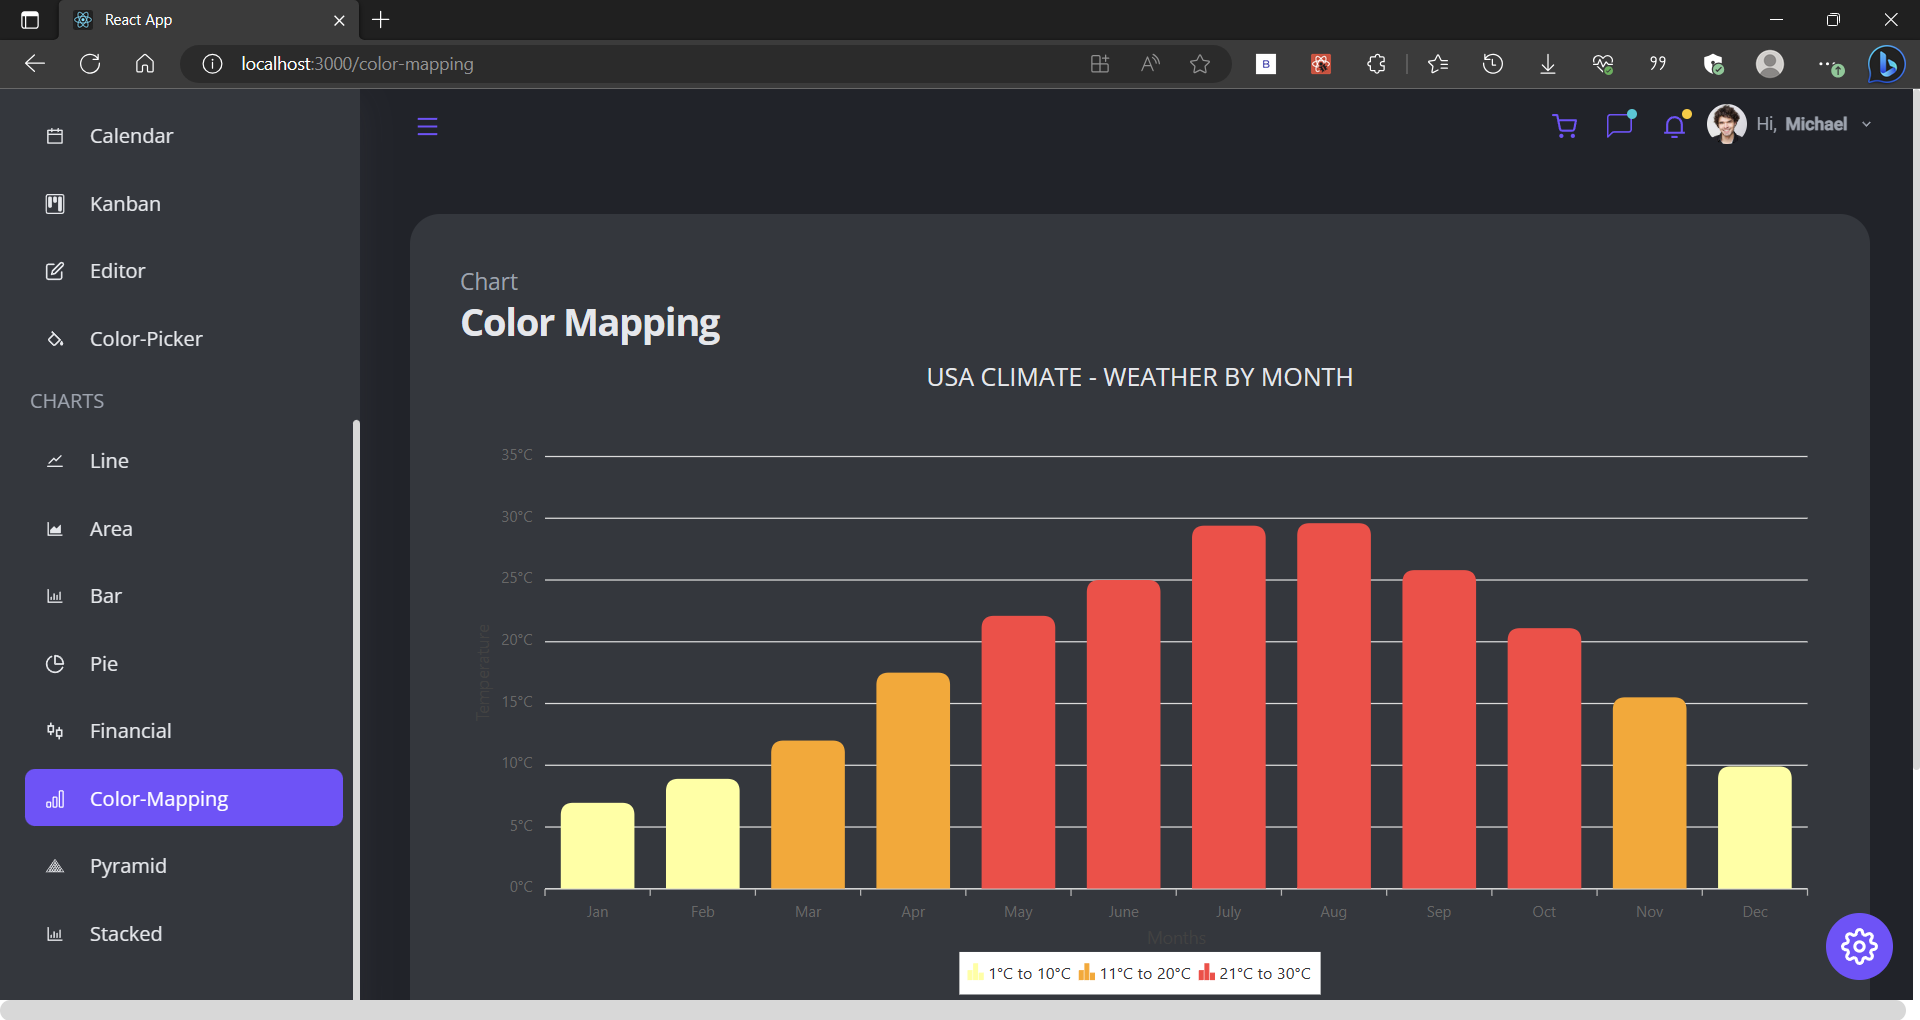 React App
localhost:3000/color-mapping
B
Calendar
Kanban
Editor
Color-Picker
CHARTS
Line
Area
Bar
Pie
Financial
Color-Mapping
Pyramid
Stacked
Hi, Michael
Chart
Color Mapping
USA CLIMATE - WEATHER BY MONTH
Temperature
35°C
30°C
25°C
20°C
15°C
10°C
5°C
0°C
Jan Feb Mar Apr May June July Aug Sep Oct Nov Dec
Months
1°C to 10°C 11°C to 20°C 21°C to 30°C